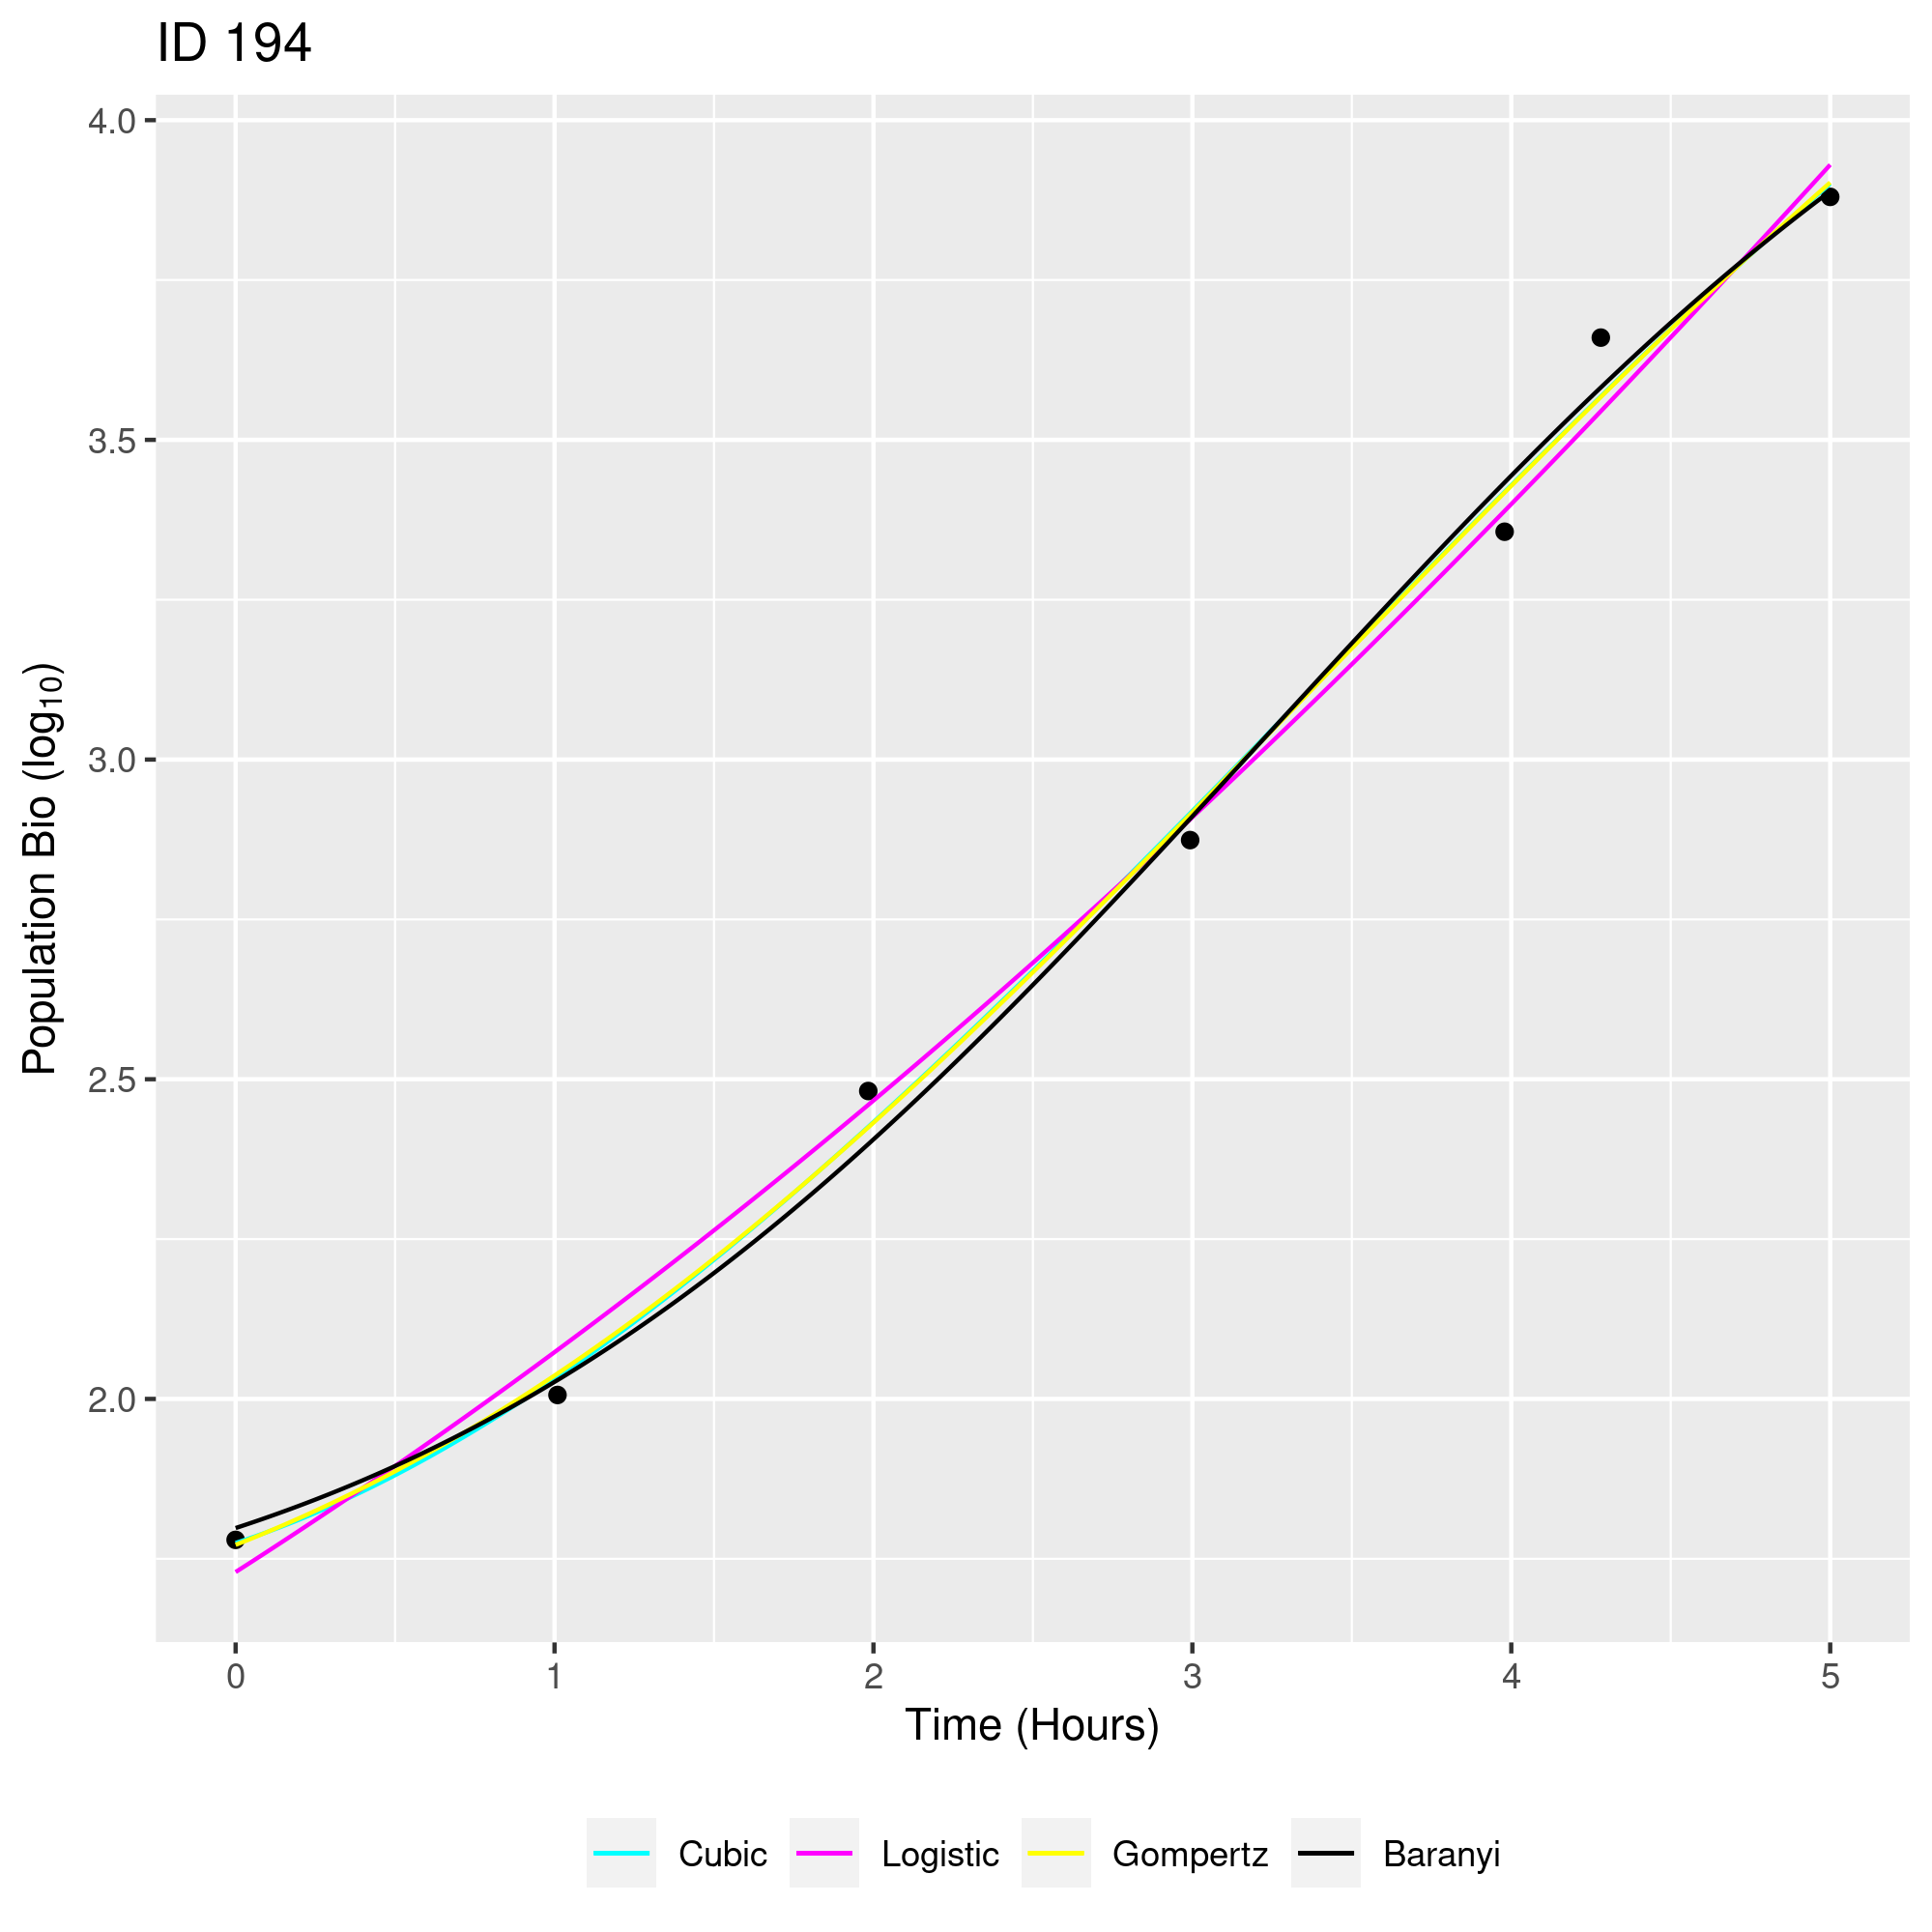 ID 194
4.0
3.5
3.0
2.5
2.0
Population Bio (log₁₀)
0 1 2 3 4 5
Time (Hours)
Cubic Logistic Gompertz Baranyi